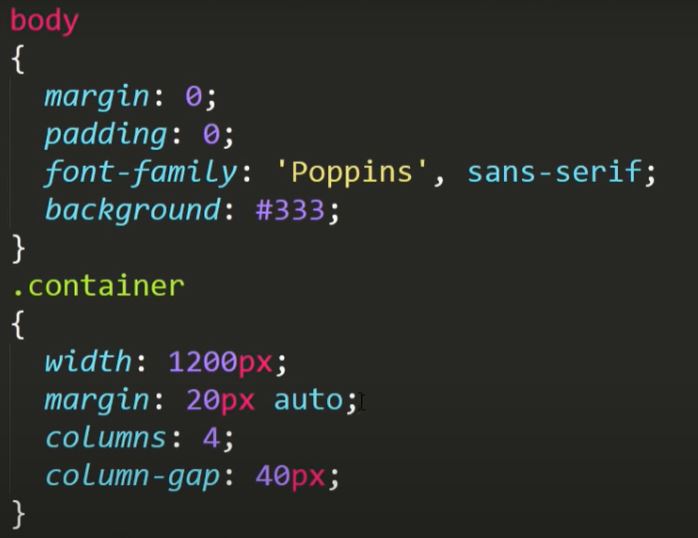 body
{
margin: 0;
padding: 0;
font-family: 'Poppins', sans-serif;
background: #333;
}
.container
{
width: 1200px;
margin: 20px auto;
columns: 4;
column-gap: 40px;
}